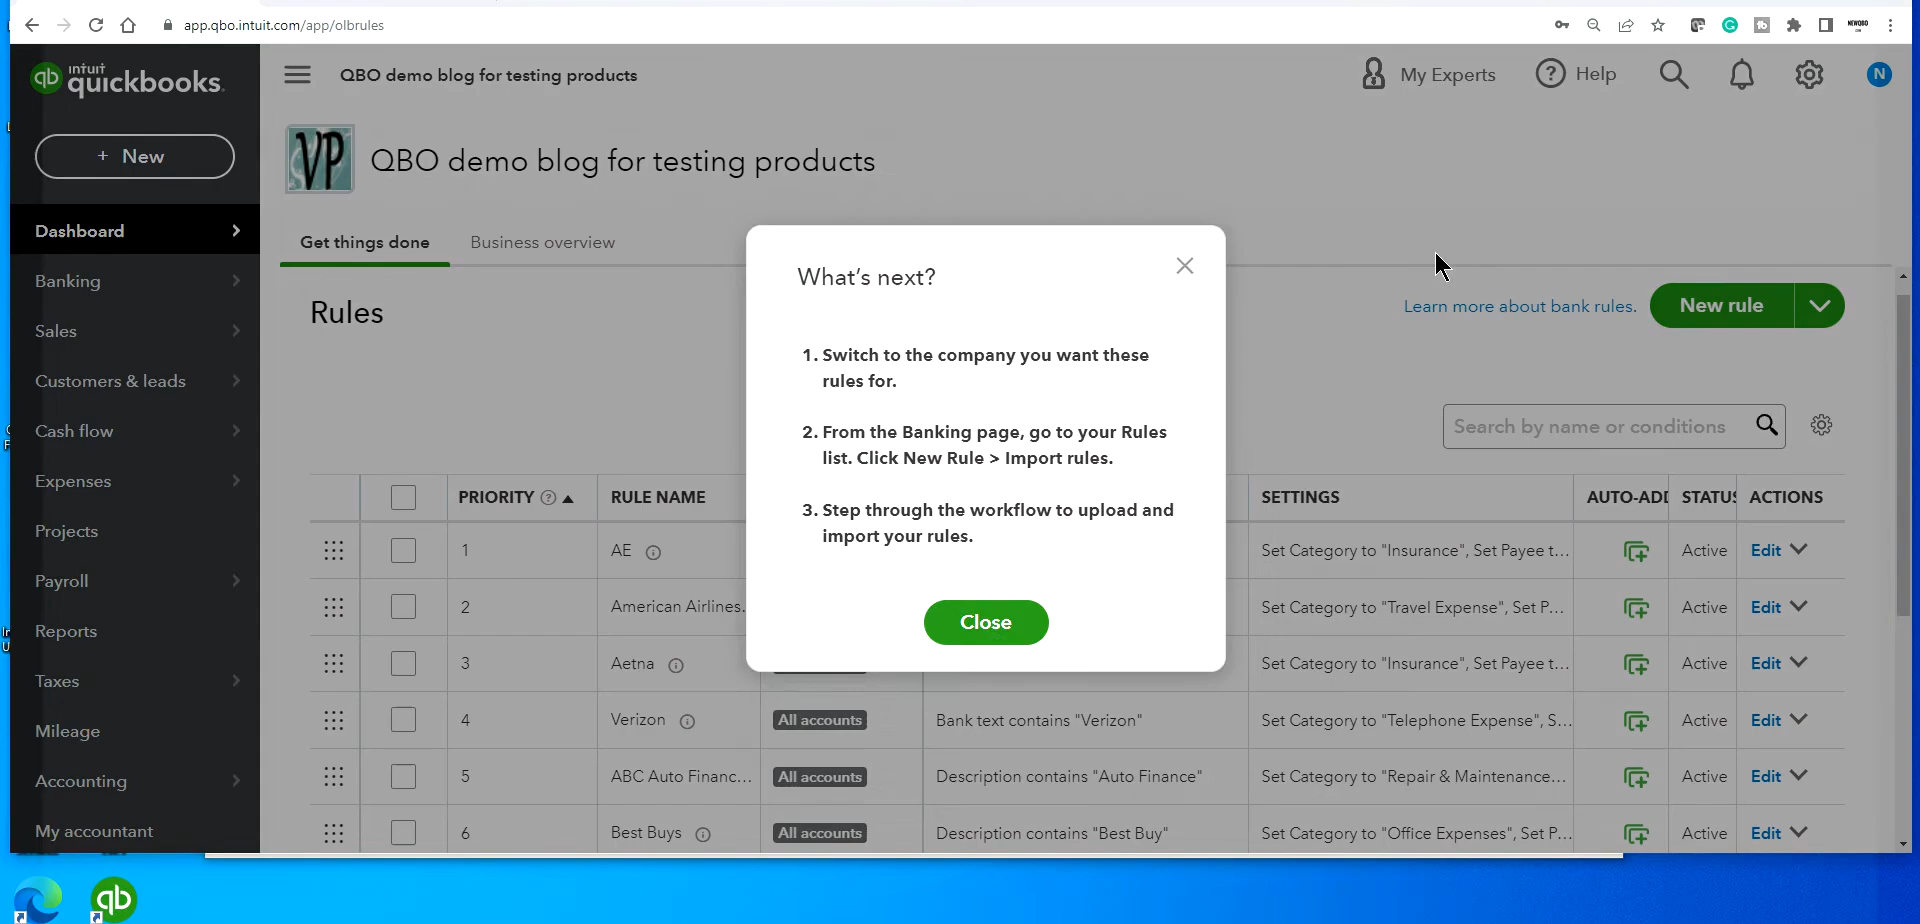 app.qbo.intuit.com/app/olbrules
NEWQBO
intuit
quickbooks.
QBO demo blog for testing products
My Experts
Help
N
+ New
VP
QBO demo blog for testing products
Dashboard
Banking
Sales
Customers & leads
Cash flow
Expenses
Projects
Payroll
Reports
Taxes
Mileage
Accounting
My accountant
Get things done
Business overview
Rules
Learn more about bank rules.
New rule
Search by name or conditions
What's next?
1. Switch to the company you want these
rules for.
2. From the Banking page, go to your Rules
list. Click New Rule > Import rules.
3. Step through the workflow to upload and
import your rules.
Close
PRIORITY RULE NAME SETTINGS AUTO-ADD STATUS ACTIONS
1 AE Set Category to "Insurance", Set Payee t... Active Edit
2 American Airlines... Set Category to "Travel Expense", Set P... Active Edit
3 Aetna Set Category to "Insurance", Set Payee t... Active Edit
4 Verizon All accounts Bank text contains "Verizon" Set Category to "Telephone Expense", S... Active Edit
5 ABC Auto Financ... All accounts Description contains "Auto Finance" Set Category to "Repair & Maintenance... Active Edit
6 Best Buys All accounts Description contains "Best Buy" Set Category to "Office Expenses", Set P... Active Edit
qb